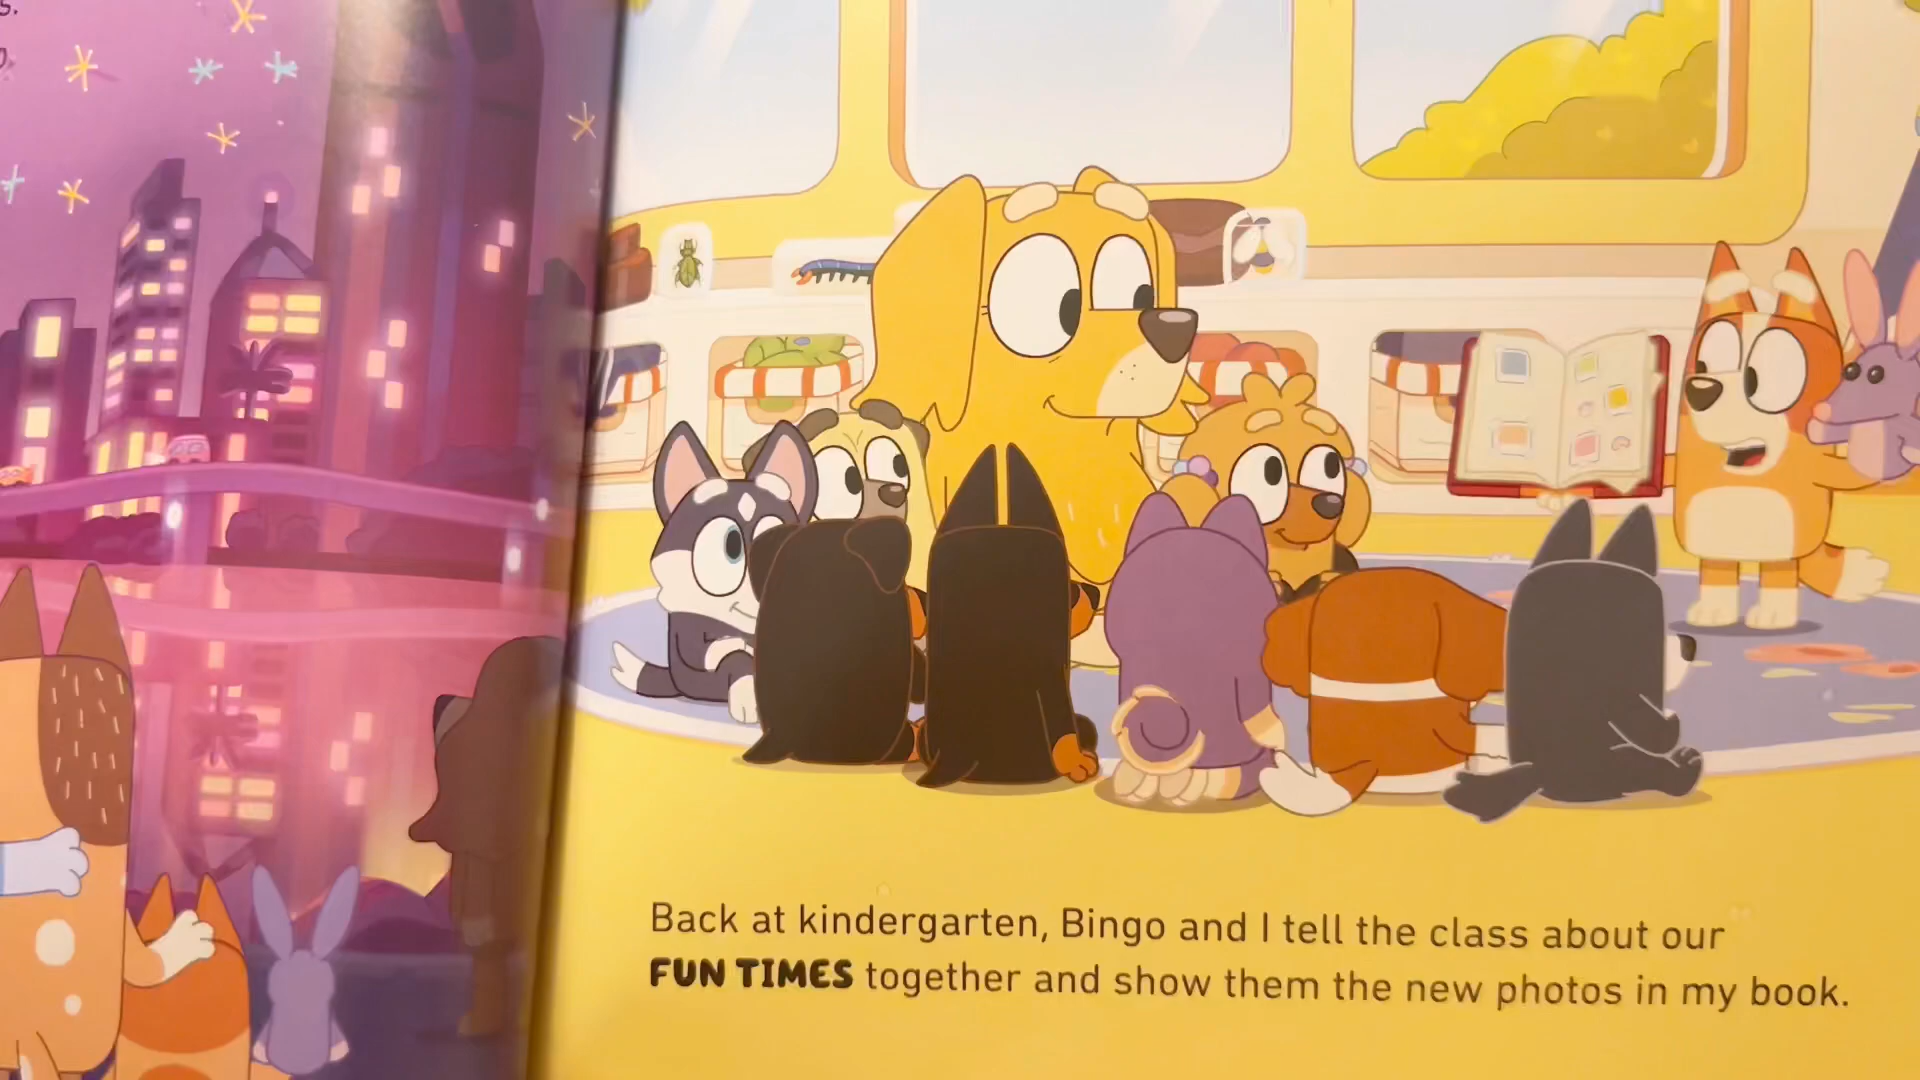 s.
Back at kindergarten, Bingo and I tell the class about our
FUN TIMES together and show them the new photos in my book.